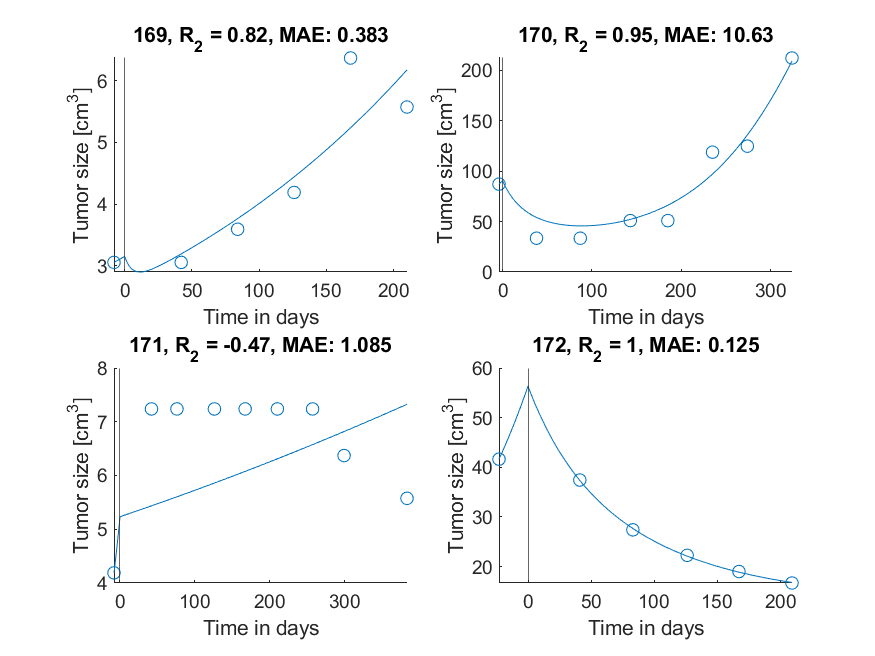 169, R2 = 0.82, MAE: 0.383
Tumor size [cm3]
6
5
4
3
0 50 100 150 200
Time in days
170, R2 = 0.95, MAE: 10.63
Tumor size [cm3]
200
150
100
50
0
0 100 200 300
Time in days
171, R2 = -0.47, MAE: 1.085
Tumor size [cm3]
8
7
6
5
4
0 100 200 300
Time in days
172, R2 = 1, MAE: 0.125
Tumor size [cm3]
60
50
40
30
20
0 50 100 150 200
Time in days